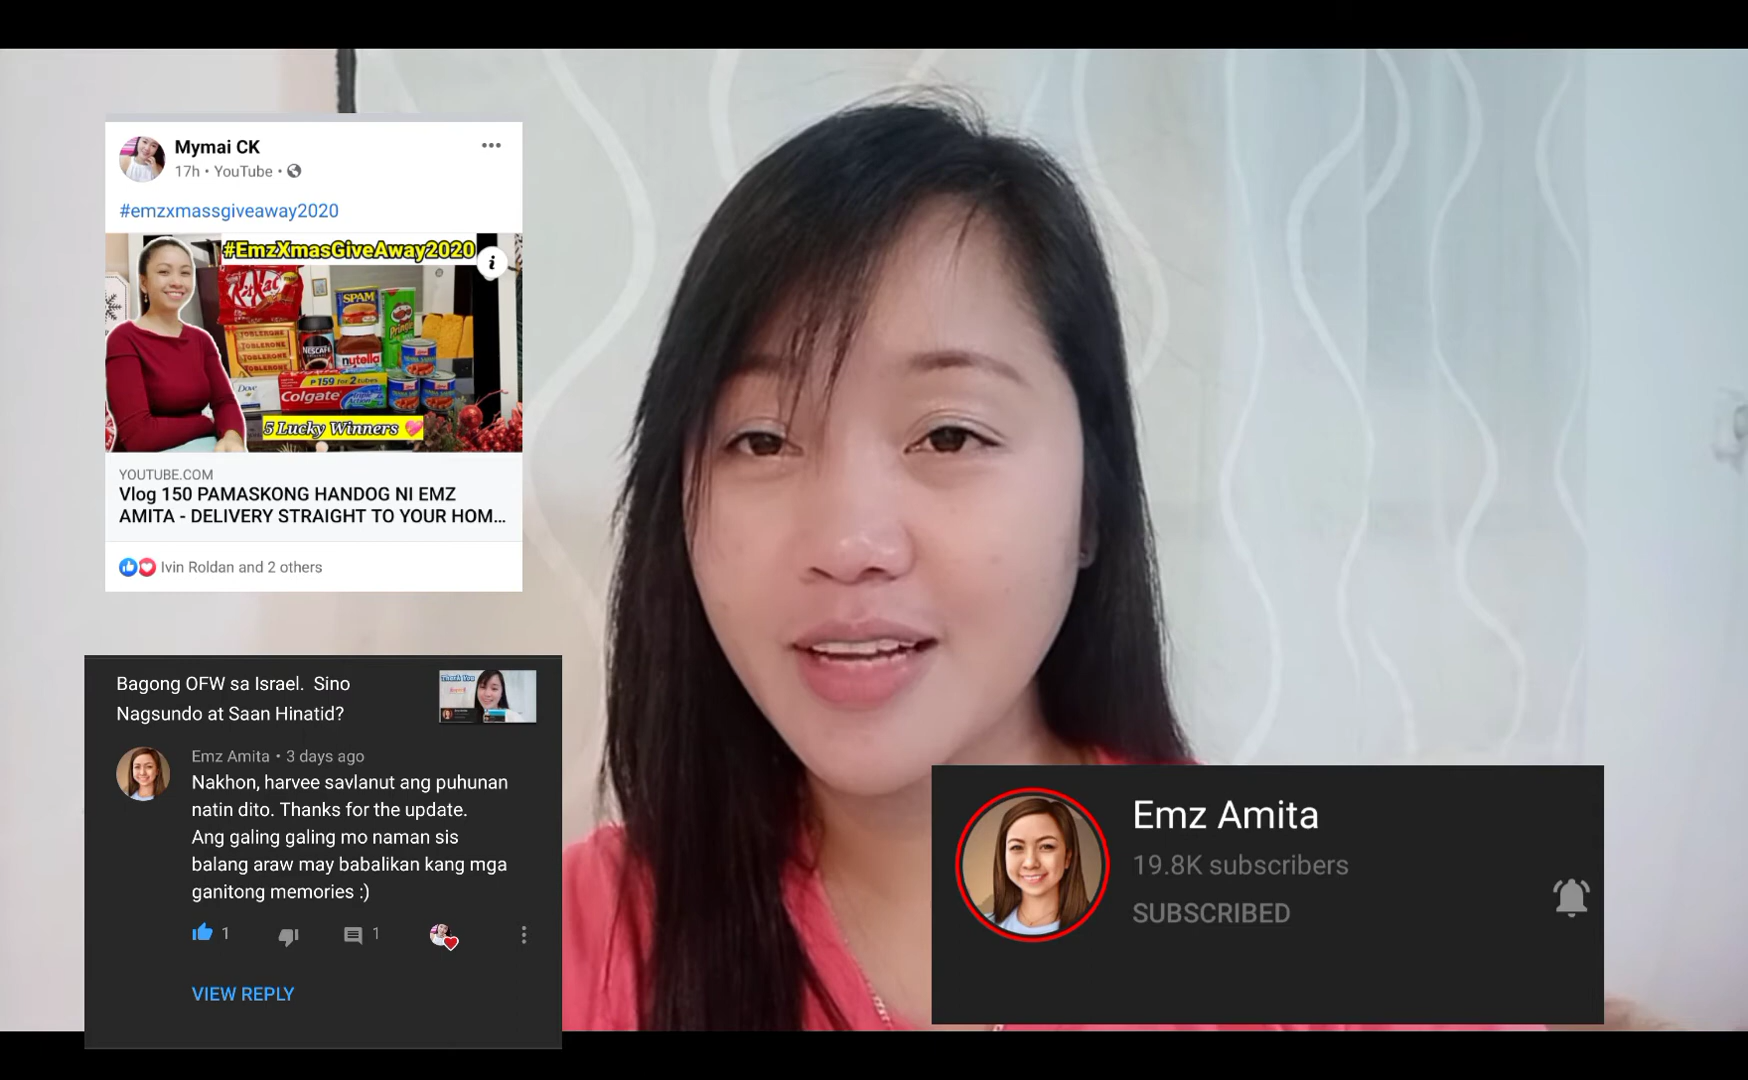 Mymai CK
17h • YouTube •
#emzxmassgiveaway2020
#EmzXmasGiveAway2020
KitKat
SPAM
Pringles
TOBLERONE
TOBLERONE
TOBLERONE
NESCAFE
nutella
Dove
₱159 for 2 tubes
Colgate
5 Lucky Winners
YOUTUBE.COM
Vlog 150 PAMASKONG HANDOG NI EMZ
AMITA - DELIVERY STRAIGHT TO YOUR HOM...
Ivin Roldan and 2 others
Bagong OFW sa Israel. Sino
Nagsundo at Saan Hinatid?
Thank You
Emz Amita • 3 days ago
Nakhon, harvee savlanut ang puhunan
natin dito. Thanks for the update.
Ang galing galing mo naman sis
balang araw may babalikan kang mga
ganitong memories :)
1
1
VIEW REPLY
Emz Amita
19.8K subscribers
SUBSCRIBED